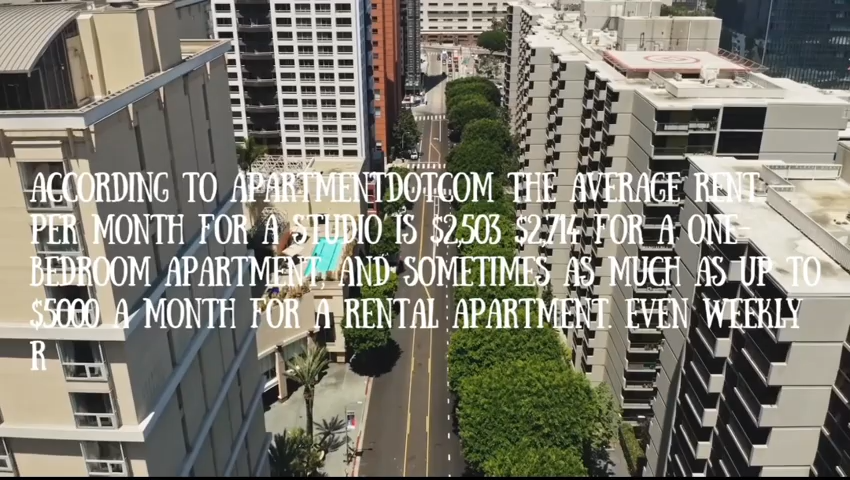 ACCORDING TO APARTMENTDOTCOM THE AVERAGE RENT
PER MONTH FOR A STUDIO IS $2,503 $2,714 FOR A ONE-
BEDROOM APARTMENT, AND SOMETIMES AS MUCH AS UP TO
$5000 A MONTH FOR A RENTAL APARTMENT. EVEN WEEKLY
R